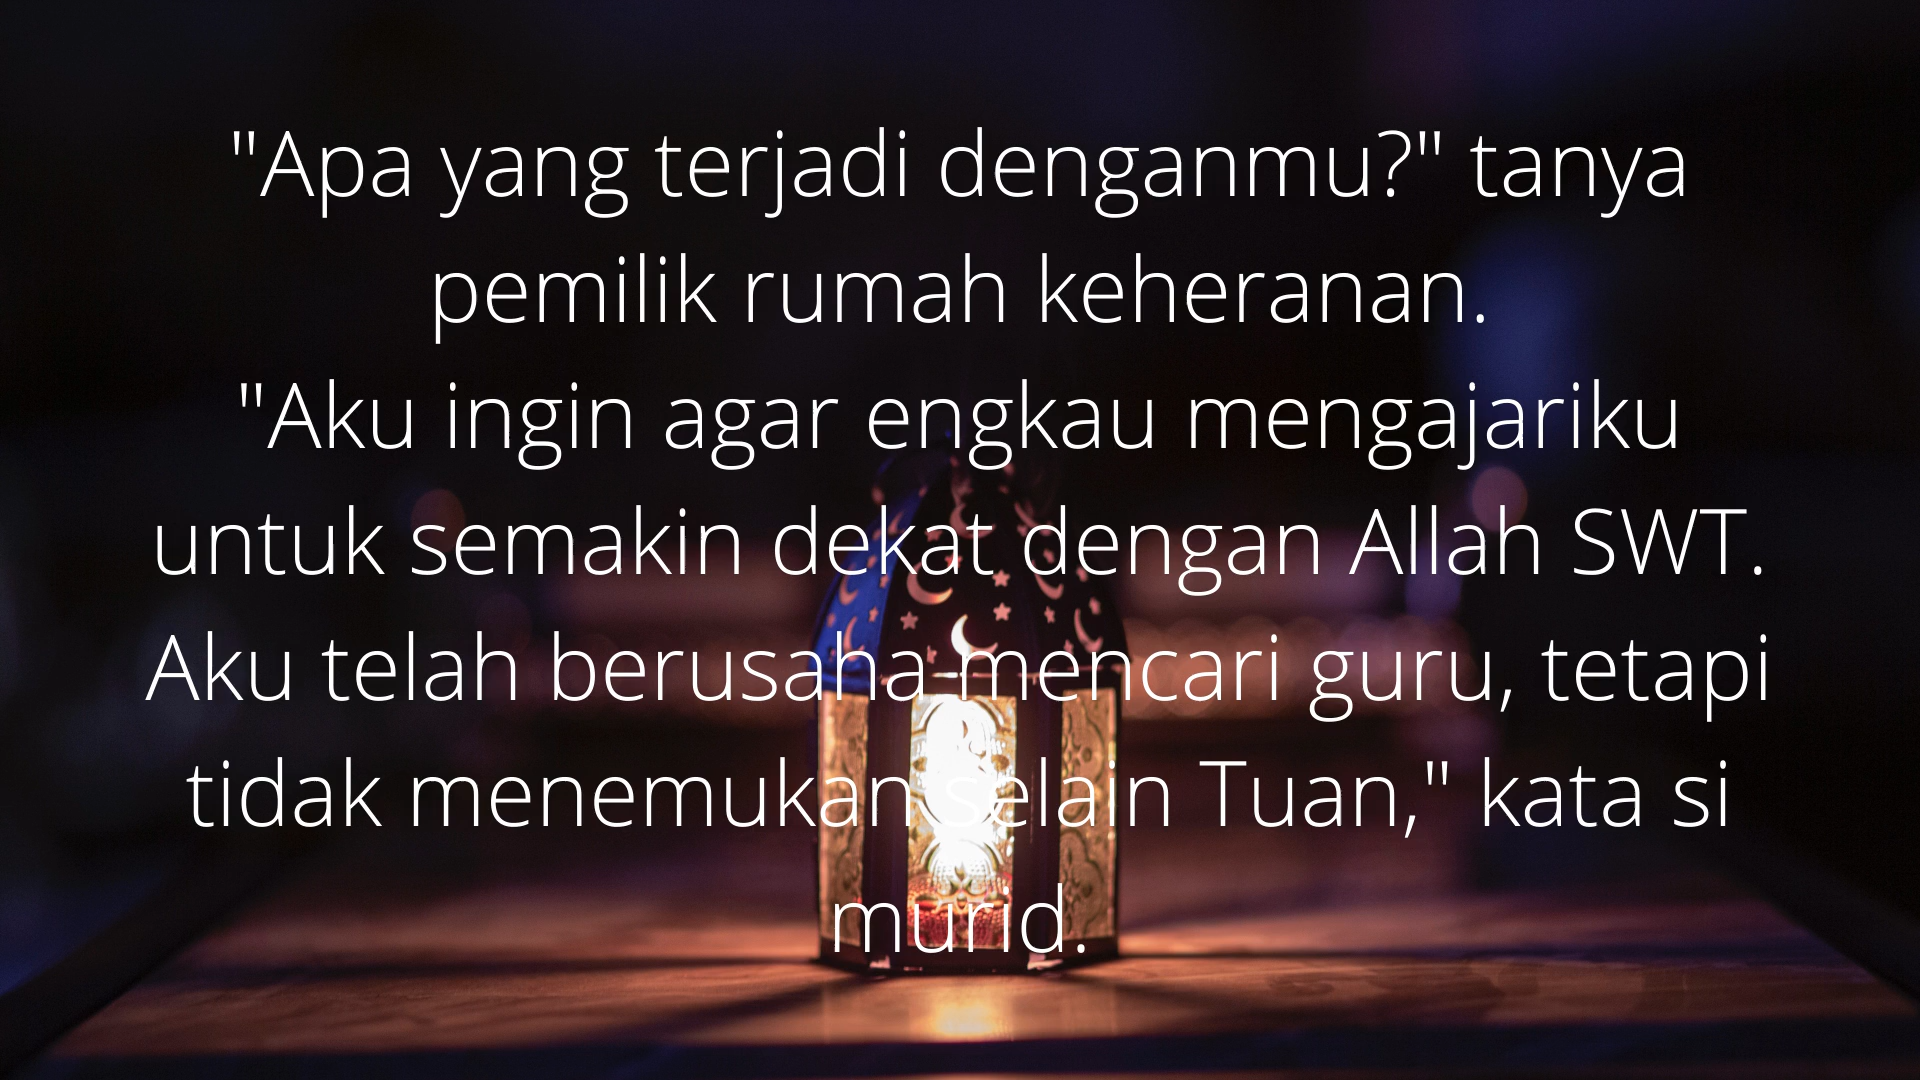 "Apa yang terjadi denganmu?" tanya
pemilik rumah keheranan.
"Aku ingin agar engkau mengajariku
untuk semakin dekat dengan Allah SWT.
Aku telah berusaha mencari guru, tetapi
tidak menemukan selain Tuan," kata si
murid.